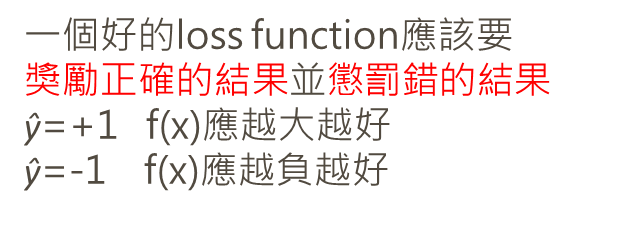 一個好的loss function應該要
獎勵正確的結果並懲罰錯的結果
ŷ=+1 f(x)應越大越好
ŷ=-1 f(x)應越負越好